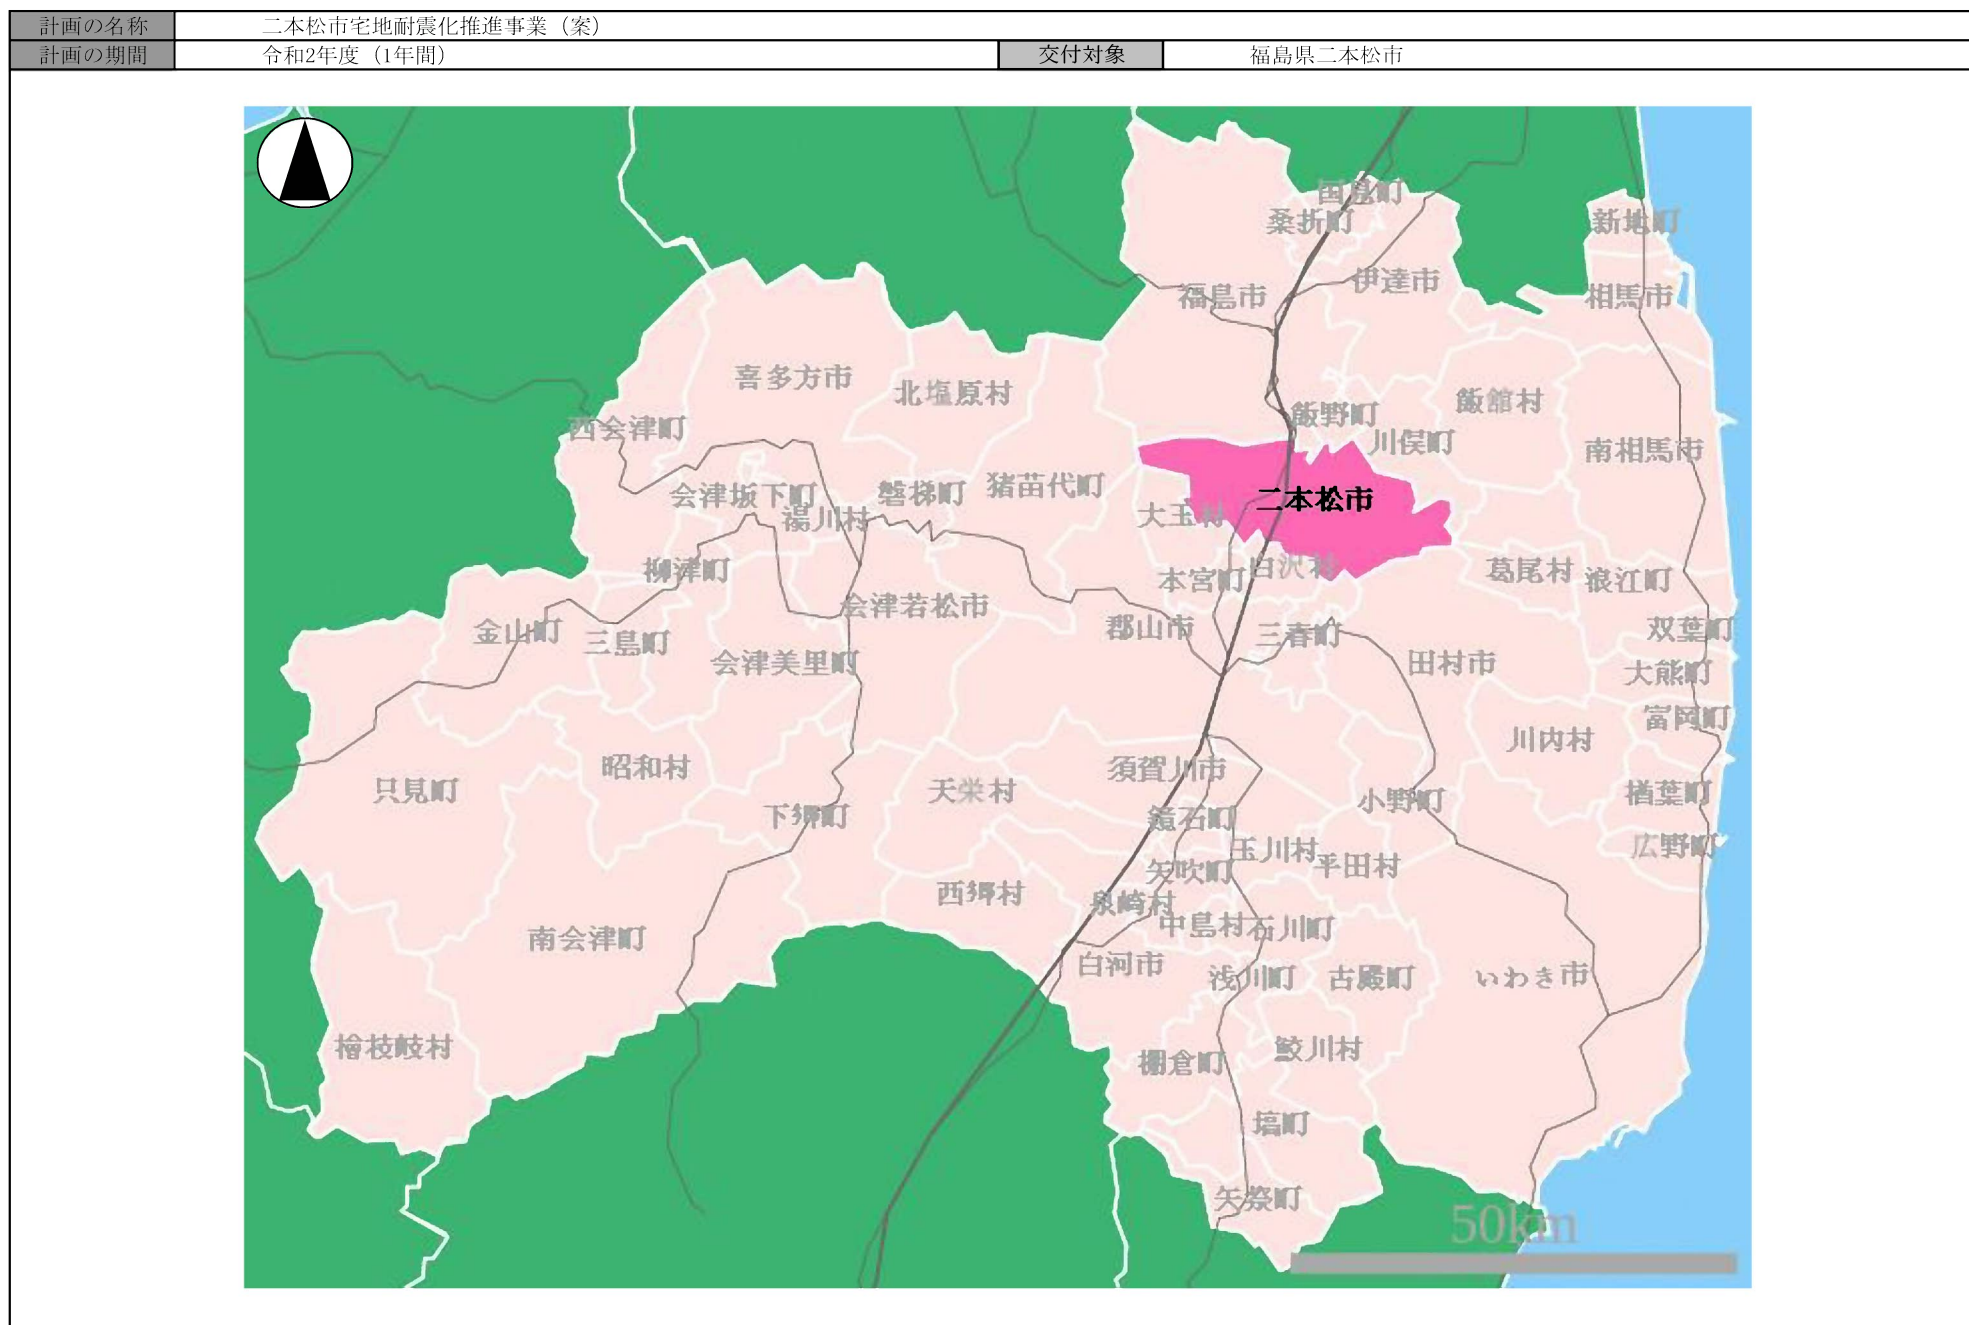 計画の名称 二本松市宅地耐震化推進事業（案）
計画の期間 令和2年度（1年間） 交付対象 福島県二本松市
国見町
桑折町
新地町
伊達市
福島市
相馬市
喜多方市
北塩原村
飯舘村
飯野町
西会津町
川俣町
南相馬市
猪苗代町
会津坂下町
磐梯町
二本松市
湯川村
大玉村
白沢村
柳津町
葛尾村
本宮町
浪江町
会津若松市
金山町
郡山市
双葉町
三島町
三春町
会津美里町
田村市
大熊町
富岡町
川内村
昭和村
須賀川市
只見町
天栄村
楢葉町
小野町
下郷町
鏡石町
広野町
玉川村
平田村
矢吹町
西郷村
泉崎村
中島村
石川町
南会津町
白河市
浅川町
古殿町
いわき市
檜枝岐村
鮫川村
棚倉町
塙町
矢祭町
50km